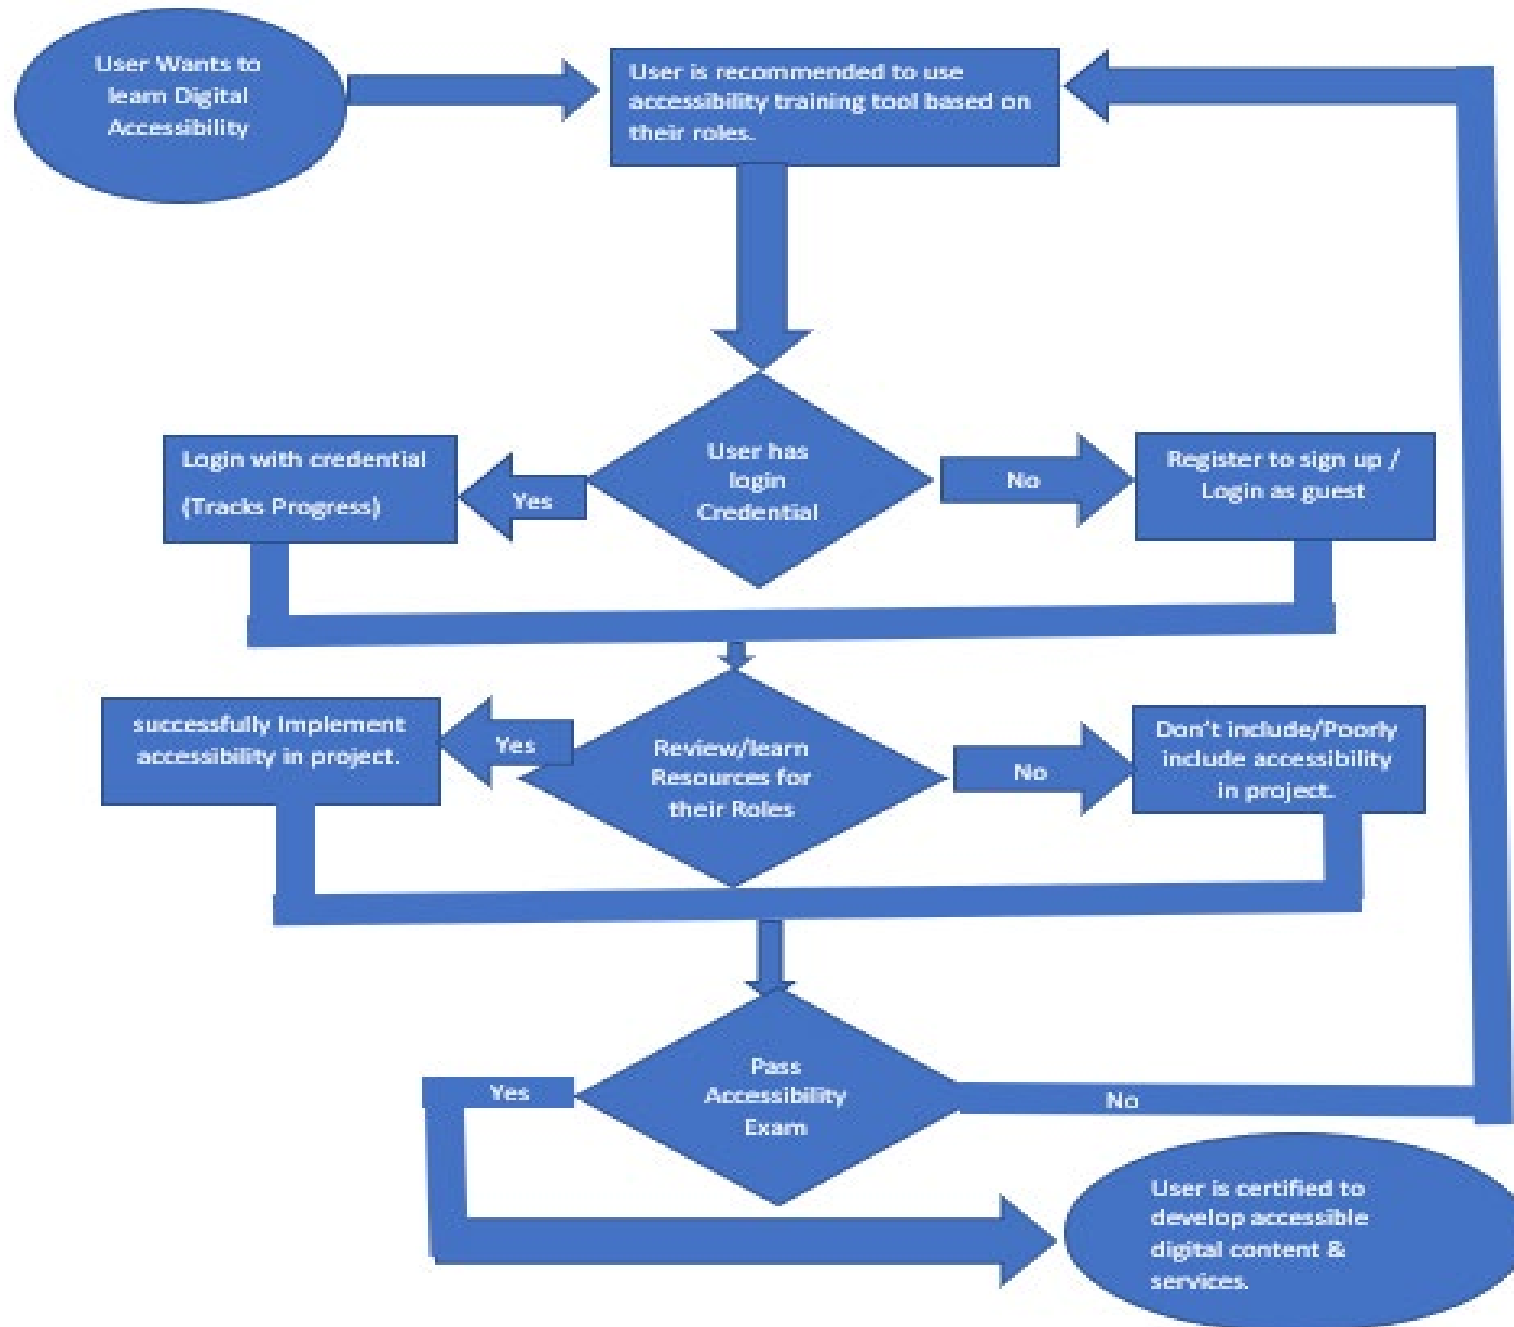 User Wants to
learn Digital
Accessibility
User is recommended to use
accessibility training tool based on
their roles.
User has
login
Credential
Yes
Login with credential
(Tracks Progress)
No
Register to sign up /
Login as guest
Review/learn
Resources for
their Roles
Yes
successfully Implement
accessibility in project.
No
Don't include/Poorly
include accessibility
in project.
Pass
Accessibility
Exam
Yes
No
User is certified to
develop accessible
digital content &
services.